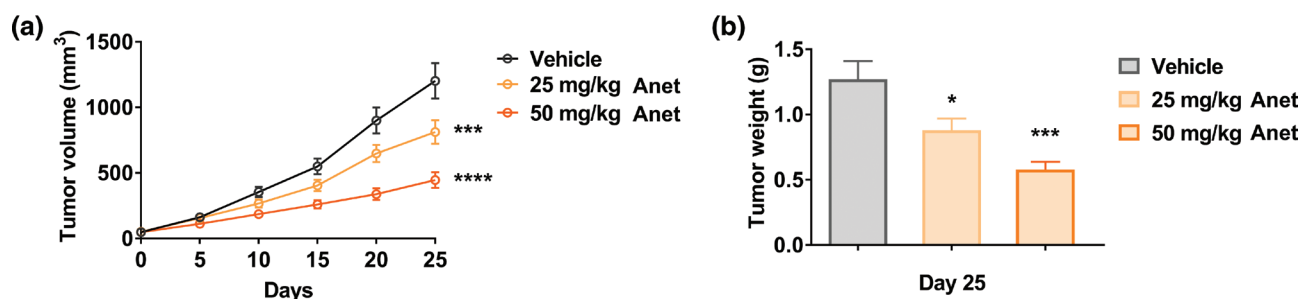 (a)
Tumor volume (mm³)
1500
1000
500
0
0 5 10 15 20 25
Days
Vehicle
25 mg/kg Anet
50 mg/kg Anet
***
****
(b)
Tumor weight (g)
1.5
1.0
0.5
0.0
*
***
Day 25
Vehicle
25 mg/kg Anet
50 mg/kg Anet